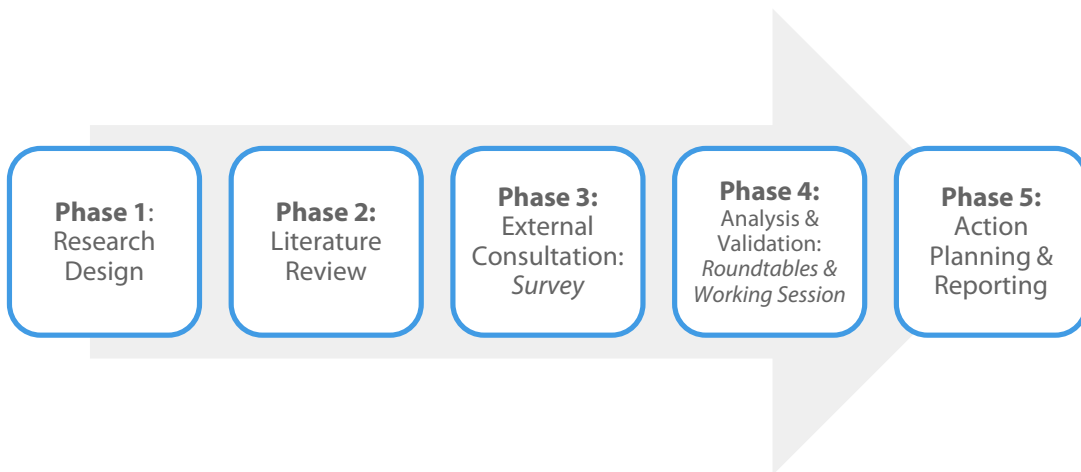 Phase 1:
Research
Design
Phase 2:
Literature
Review
Phase 3:
External
Consultation:
Survey
Phase 4:
Analysis &
Validation:
Roundtables &
Working Session
Phase 5:
Action
Planning &
Reporting